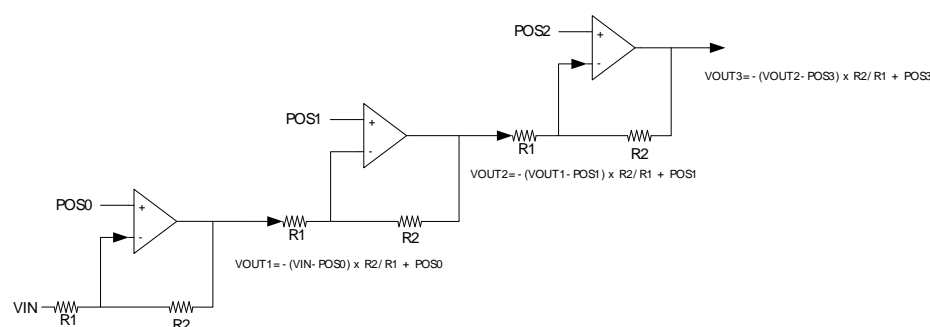 POS2
VOUT3= - (VOUT2- POS3) x R2/ R1 + POS3
POS1
R1
R2
VOUT2= - (VOUT1- POS1) x R2/ R1 + POS1
POS0
R1
R2
VOUT1= - (VIN- POS0) x R2/ R1 + POS0
VIN
R1
R2